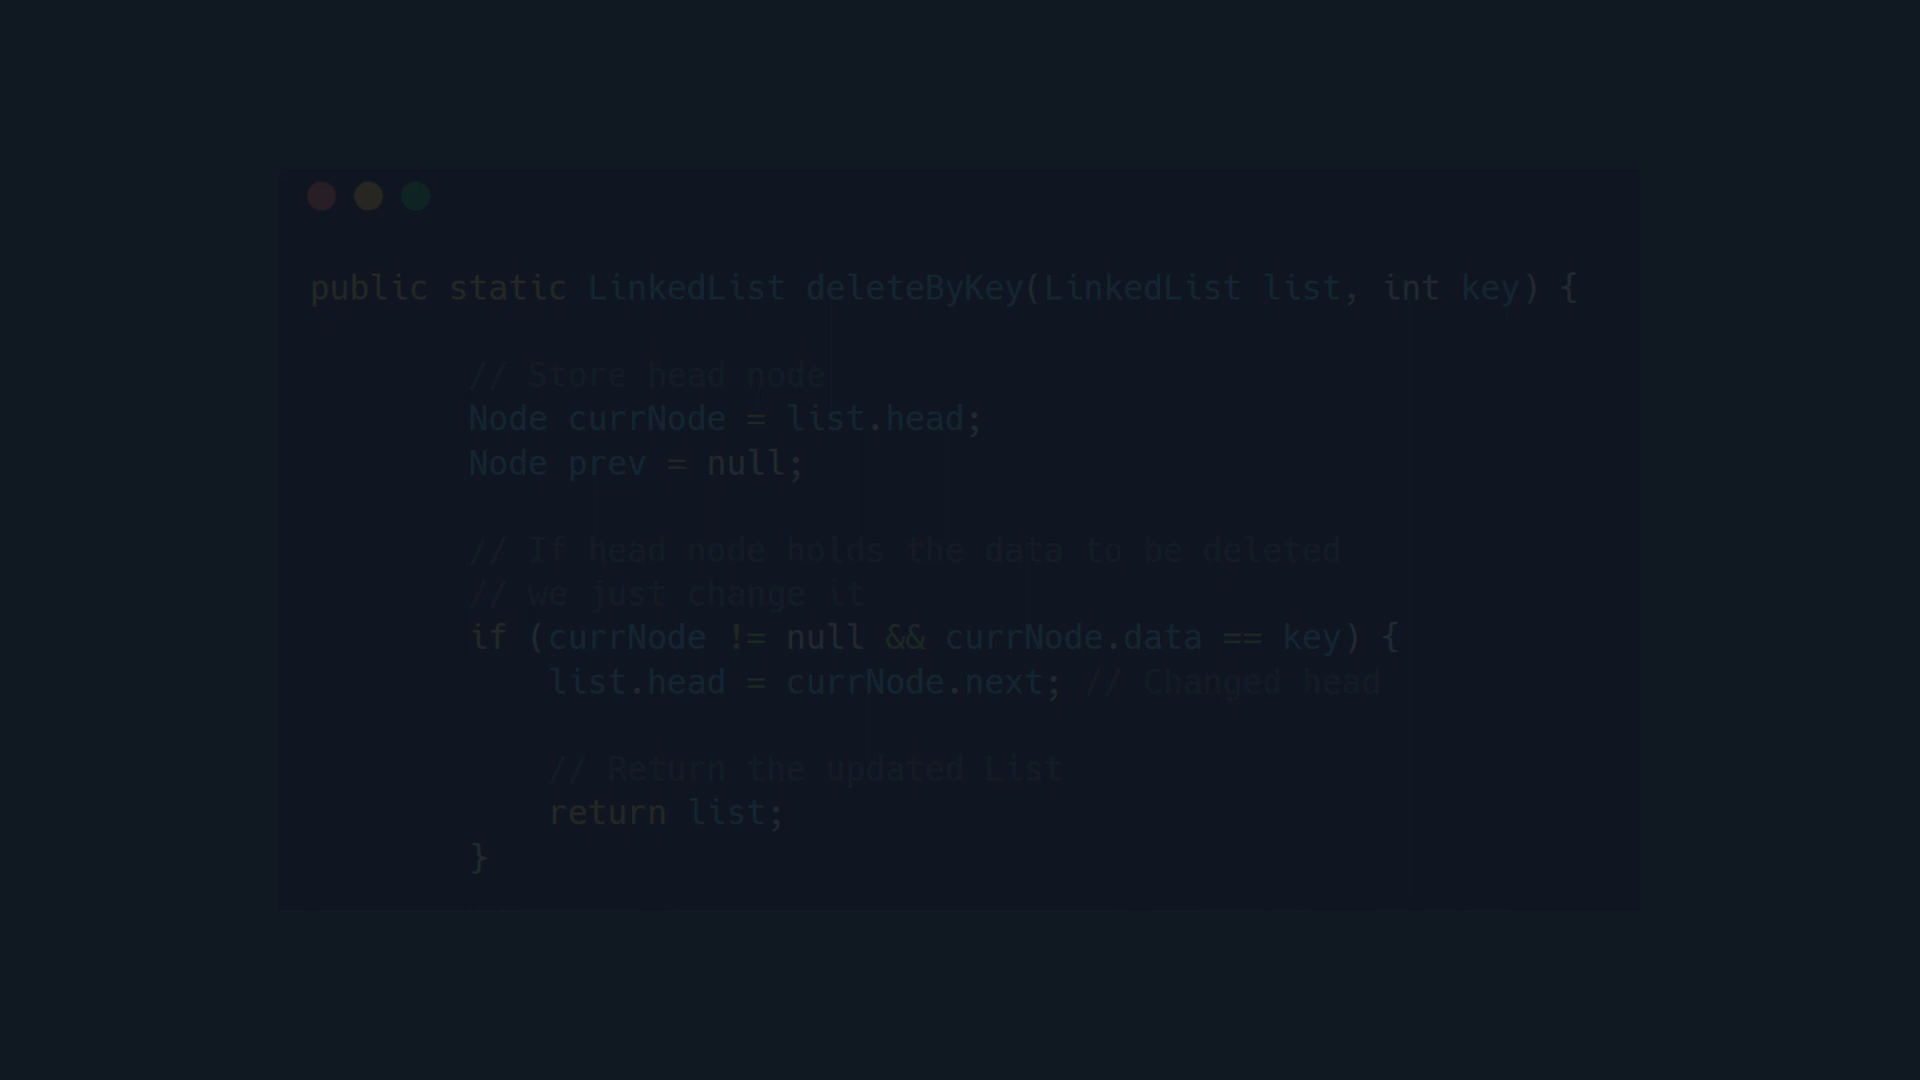 public static LinkedList deleteByKey(LinkedList list, int key) {
// Store head node
Node currNode = list.head;
Node prev = null;
// If head node holds the data to be deleted
// we just change it
if (currNode != null && currNode.data == key) {
list.head = currNode.next; // Changed head
// Return the updated List
return list;
}